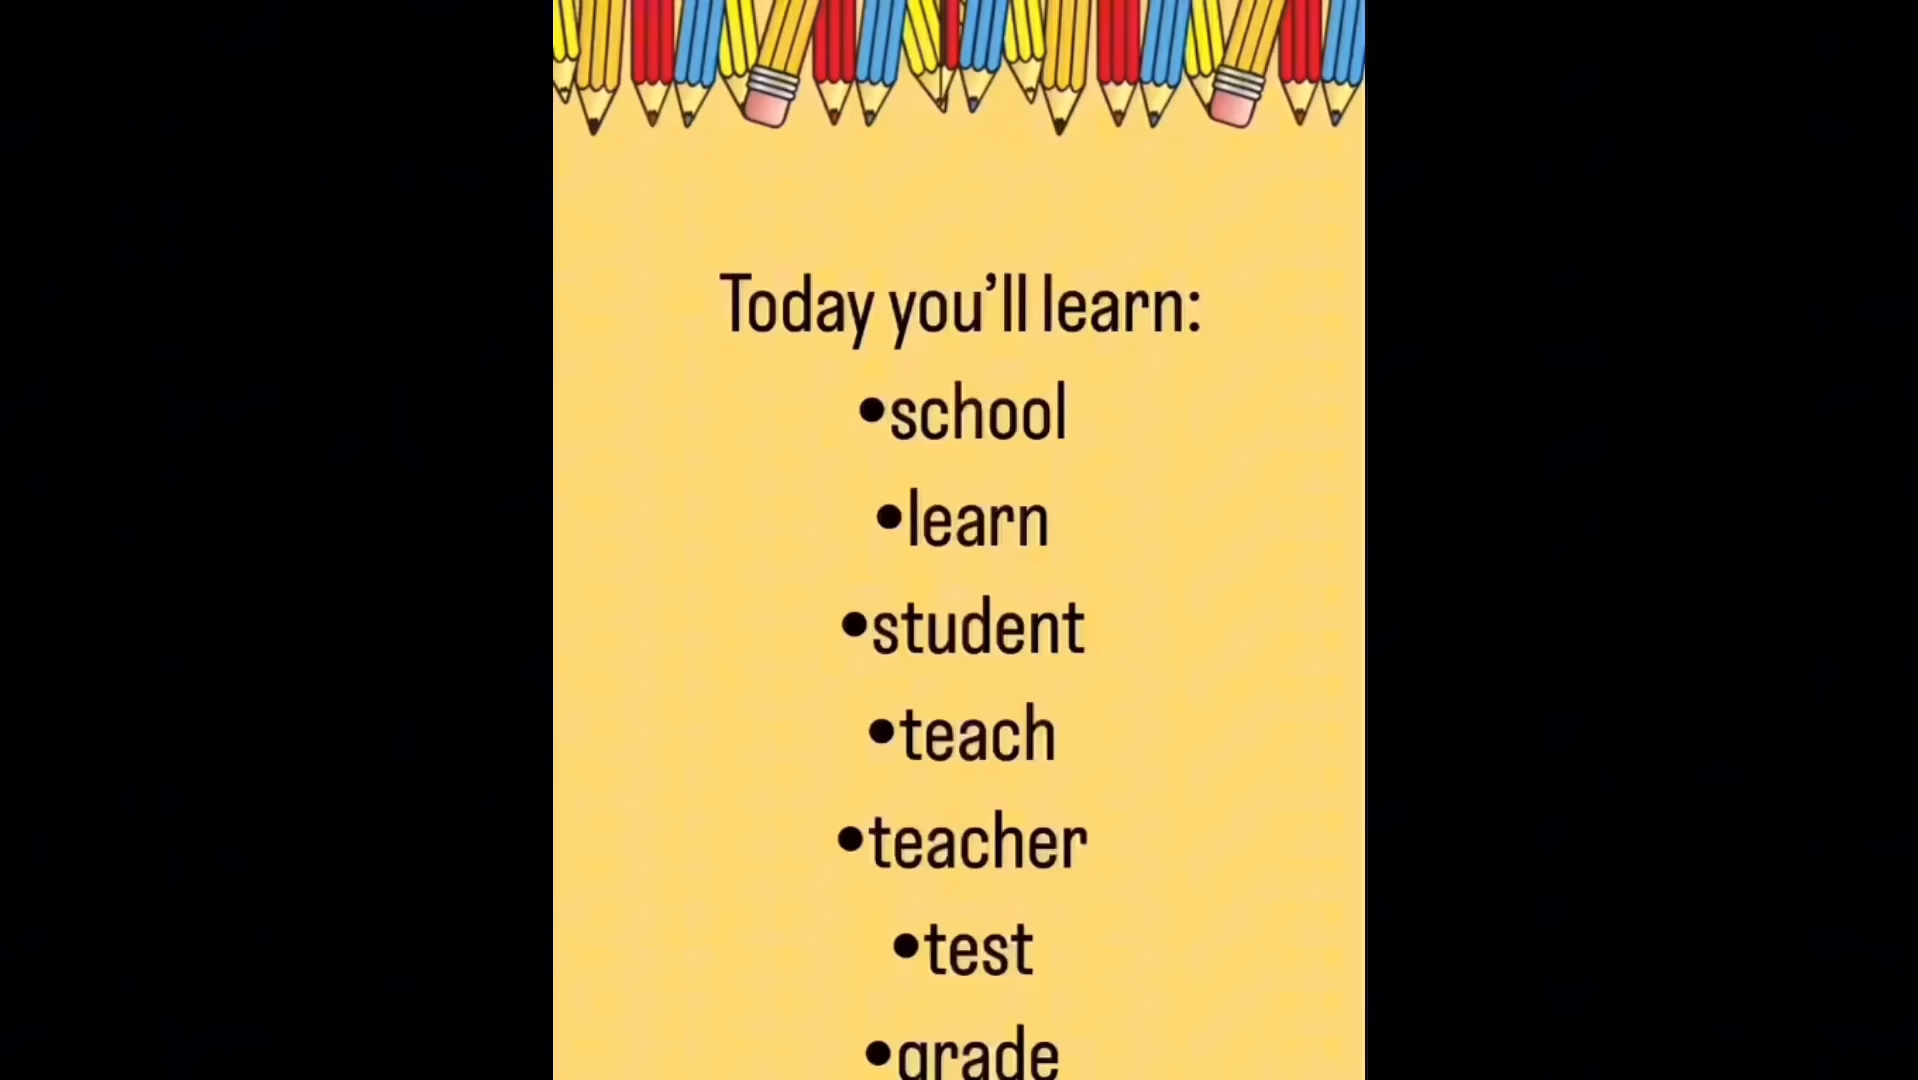 Today you’ll learn:
•school
•learn
•student
•teach
•teacher
•test
•grade